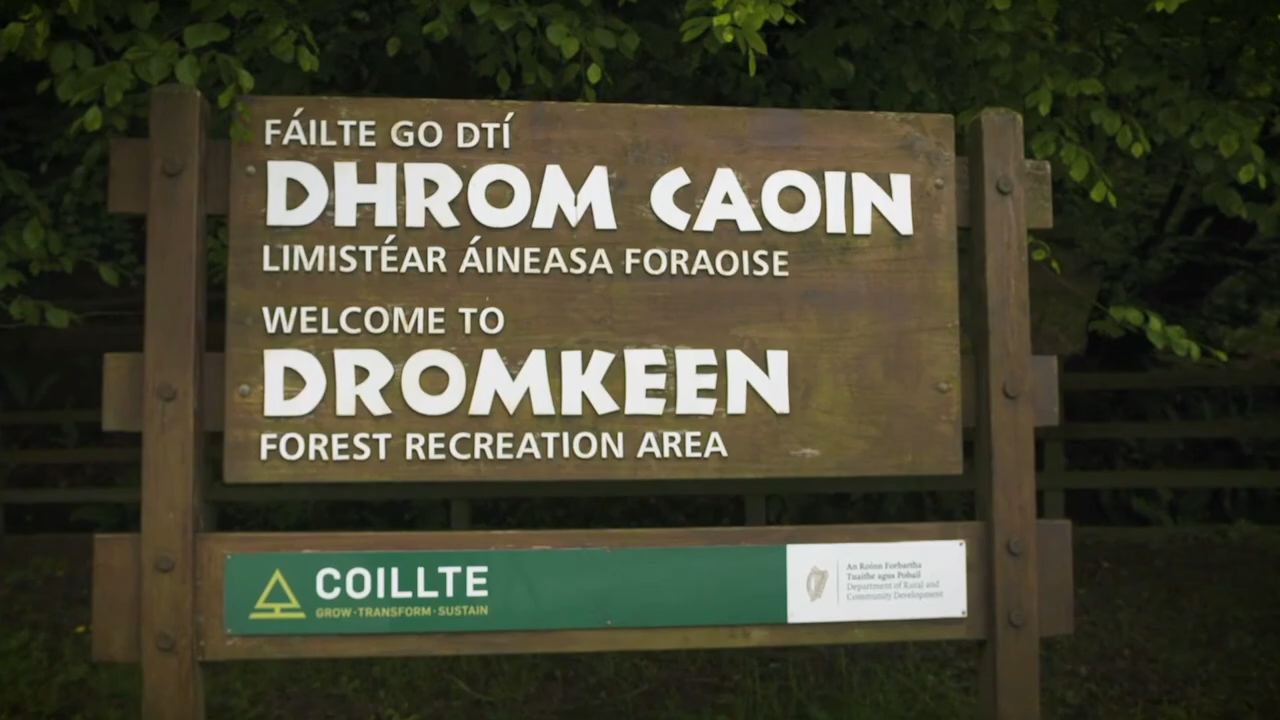 FÁILTE GO DTÍ
DHROM CAOIN
LIMISTÉAR ÁINEASA FORAOISE
WELCOME TO
DROMKEEN
FOREST RECREATION AREA
COILLTE
GROW·TRANSFORM·SUSTAIN
An Roinn Forbartha
Tuaithe agus Pobail
Department of Rural and
Community Development